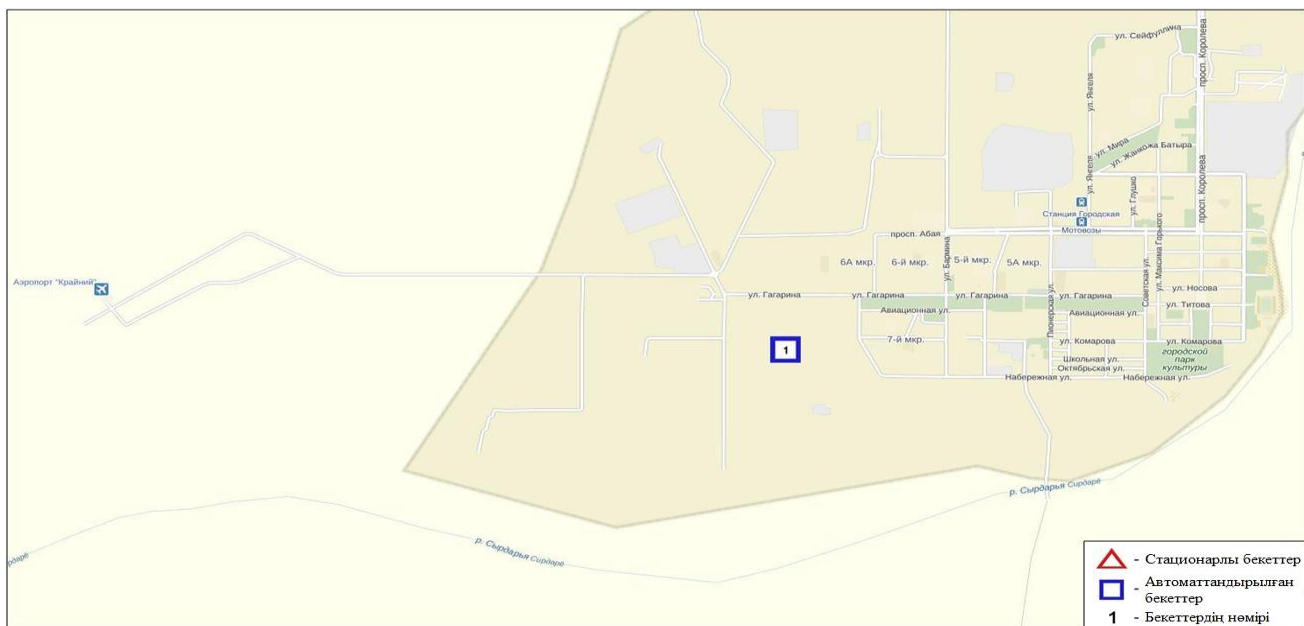 ул. Сейфуллина
просп. Королева
ул. Янгеля
ул. Мира
ул. Жанкожа Батыра
ул. Янгеля
ул. Глушко
просп. Королева
Станция Городская
ул. Максима Горького
Мотовозы
просп. Абая
ул. Бармина
6А мкр.
6-й мкр.
5-й мкр.
5А мкр.
Советская ул.
Аэропорт "Крайний"
ул. Носова
ул. Гагарина
ул. Гагарина
ул. Гагарина
ул. Гагарина
ул. Титова
Пионерская ул.
Авиационная ул.
Авиационная ул.
7-й мкр.
ул. Комарова
ул. Комарова
1
Школьная ул.
городской
парк
культуры
Октябрьская ул.
Набережная ул.
Набережная ул.
р. Сырдарья Сирдарё
р. Сырдарья Сирдарё
- Стационарлы бекеттер
- Автоматтандырылған
бекеттер
1 - Бекеттердің нөмірі